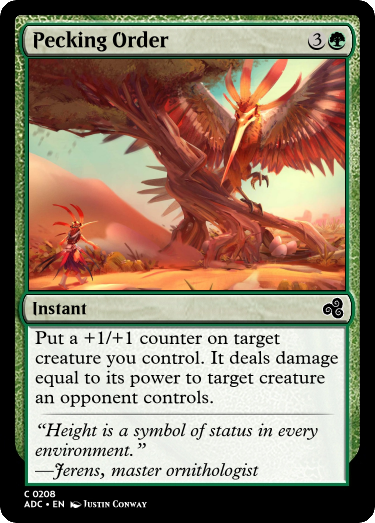 Pecking Order 3
Instant
Put a +1/+1 counter on target
creature you control. It deals damage
equal to its power to target creature
an opponent controls.
“Height is a symbol of status in every
environment.”
—Jerens, master ornithologist
C 0208
ADC • EN Justin Conway